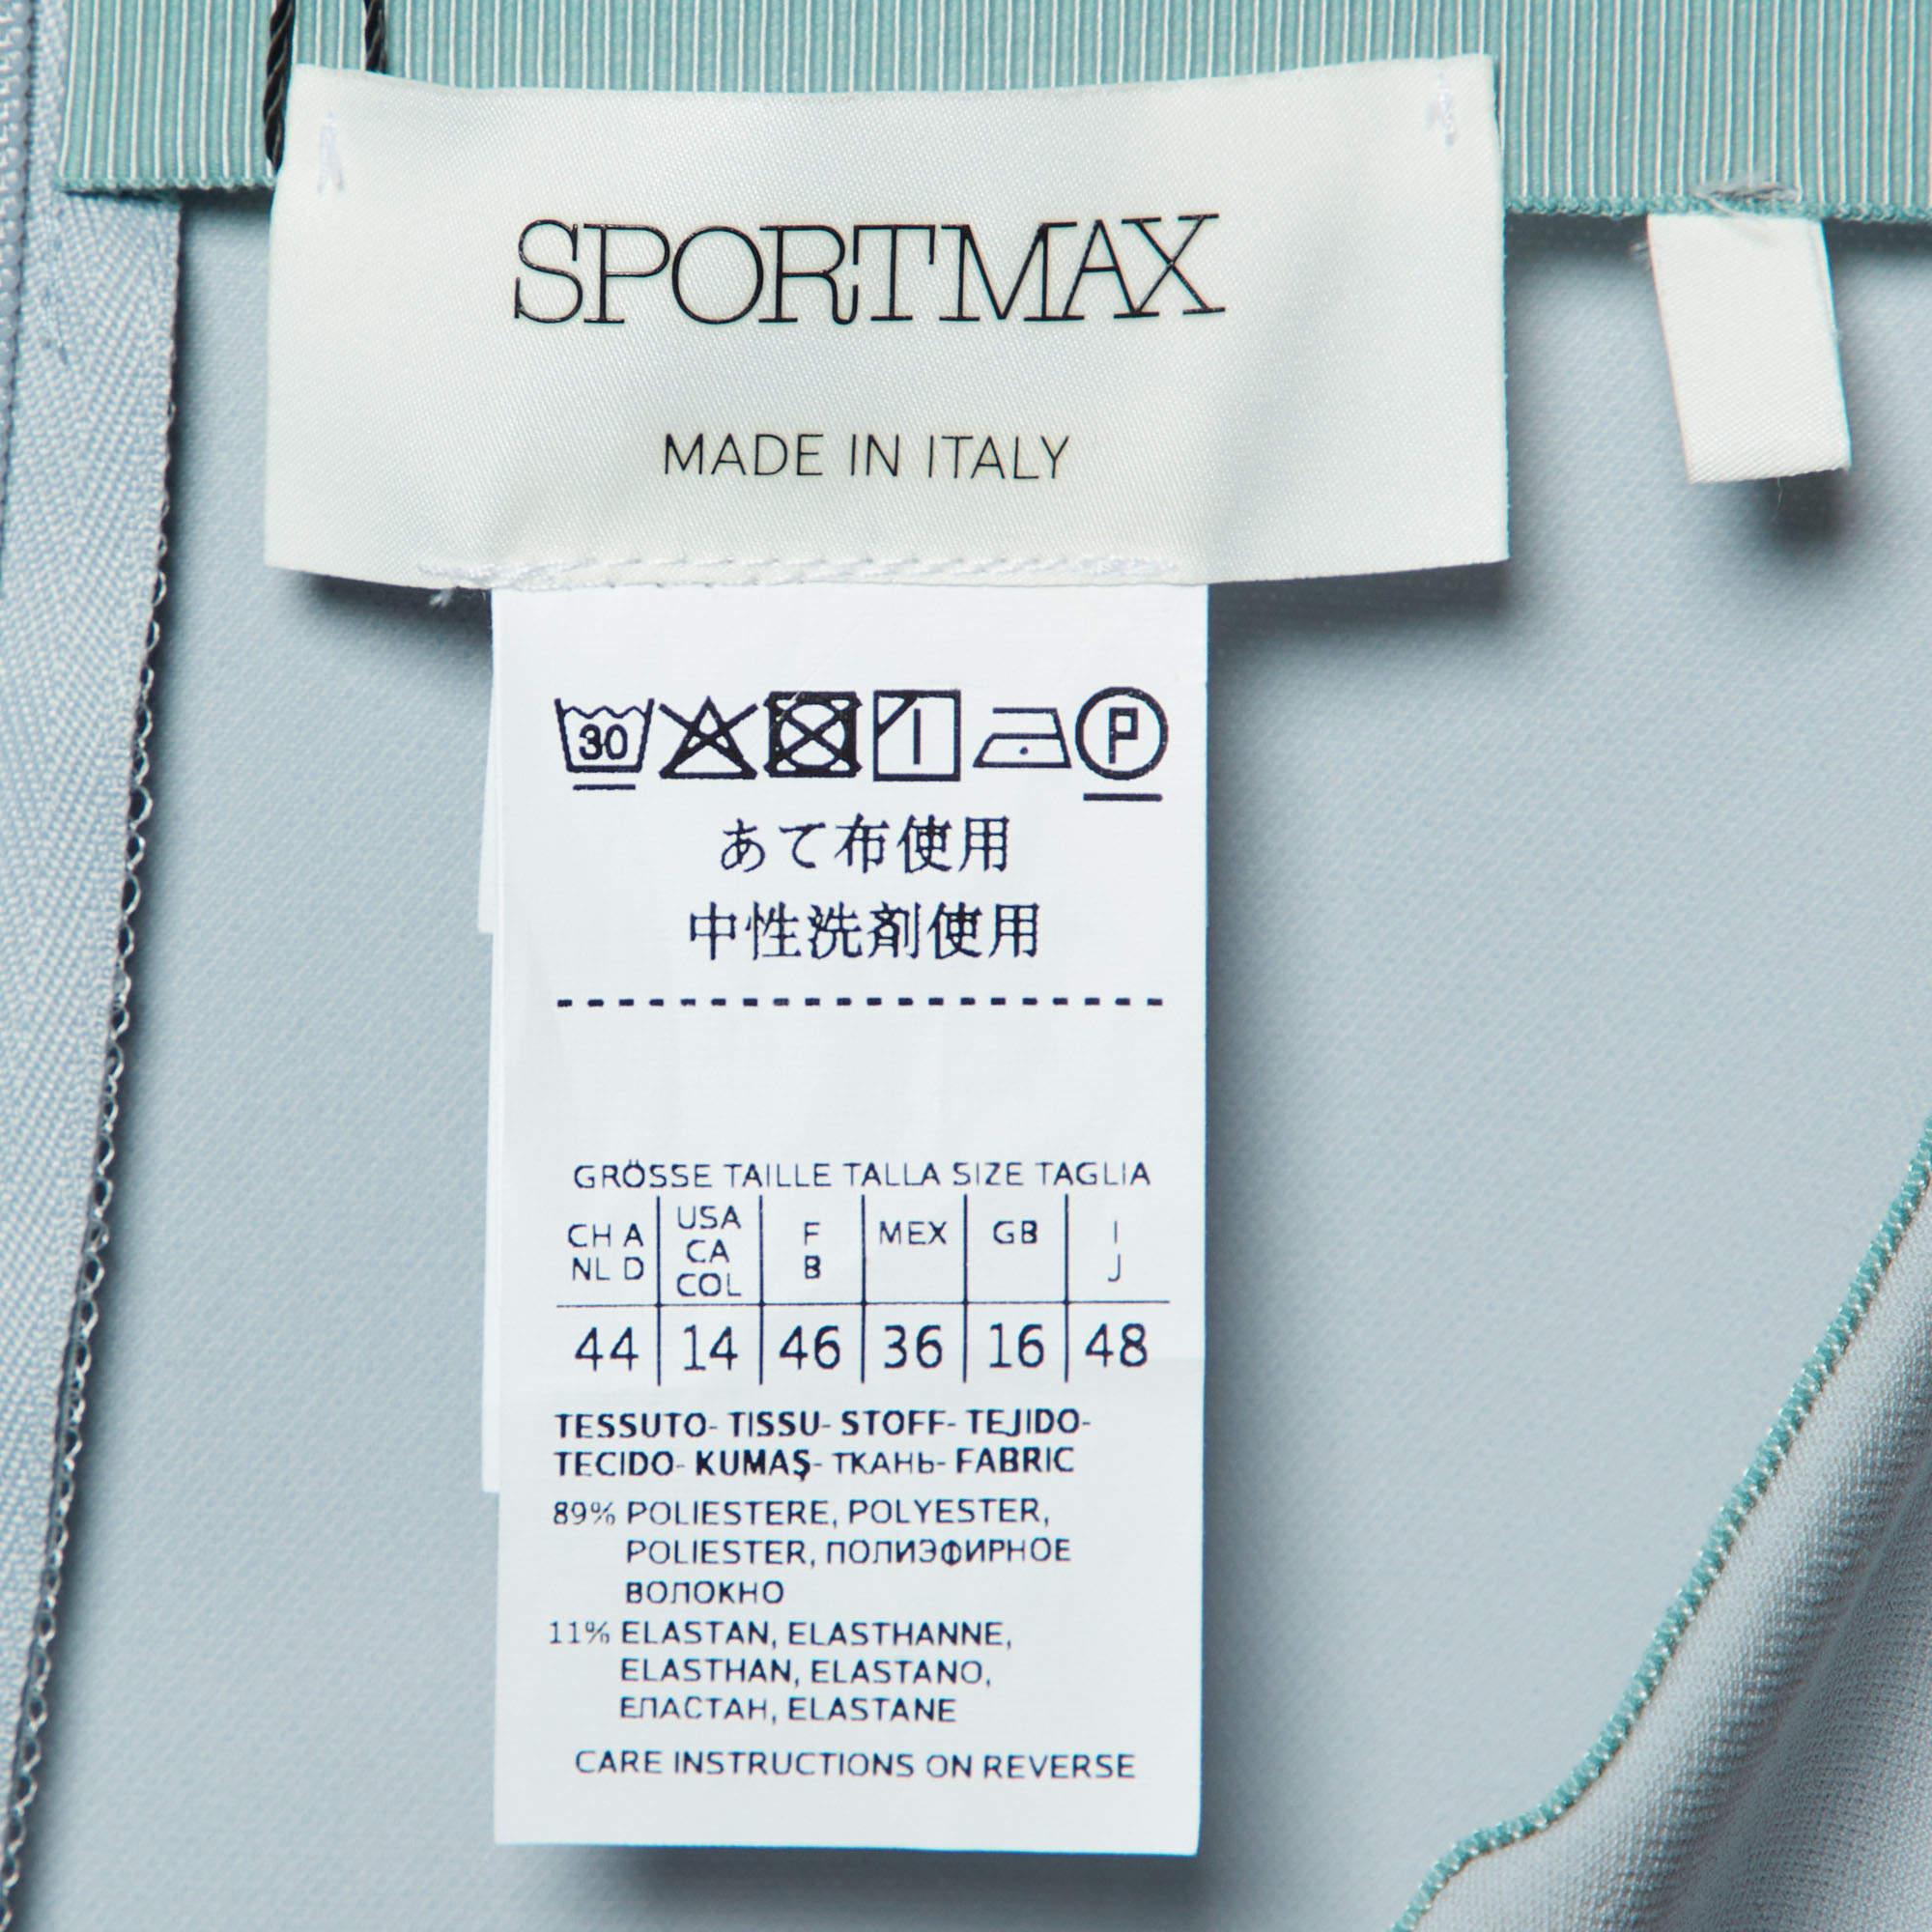 SPORTMAX
MADE IN ITALY
30 P
あて布使用
中性洗剤使用
GRÖSSE TAILLE TALLA SIZE TAGLIA
CH A NL D USA CA COL F B MEX GB I J
44 14 46 36 16 48
TESSUTO- TISSU- STOFF- TEJIDO-
TECIDO- KUMAŞ- ТКАНЬ- FABRIC
89% POLIESTERE, POLYESTER,
POLIESTER, ПОЛИЭФИРНОЕ
ВОЛОКНО
11% ELASTAN, ELASTHANNE,
ELASTHAN, ELASTANO,
ЕЛАСТАН, ELASTANE
CARE INSTRUCTIONS ON REVERSE